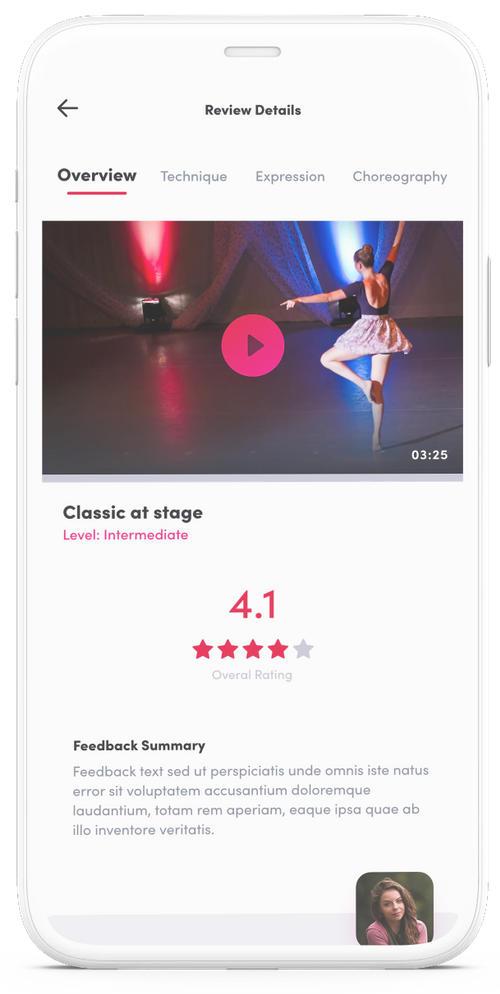 Review Details
Overview Technique Expression Choreography
03:25
Classic at stage
Level: Intermediate
4.1
Overal Rating
Feedback Summary
Feedback text sed ut perspiciatis unde omnis iste natus
error sit voluptatem accusantium doloremque
laudantium, totam rem aperiam, eaque ipsa quae ab
illo inventore veritatis.